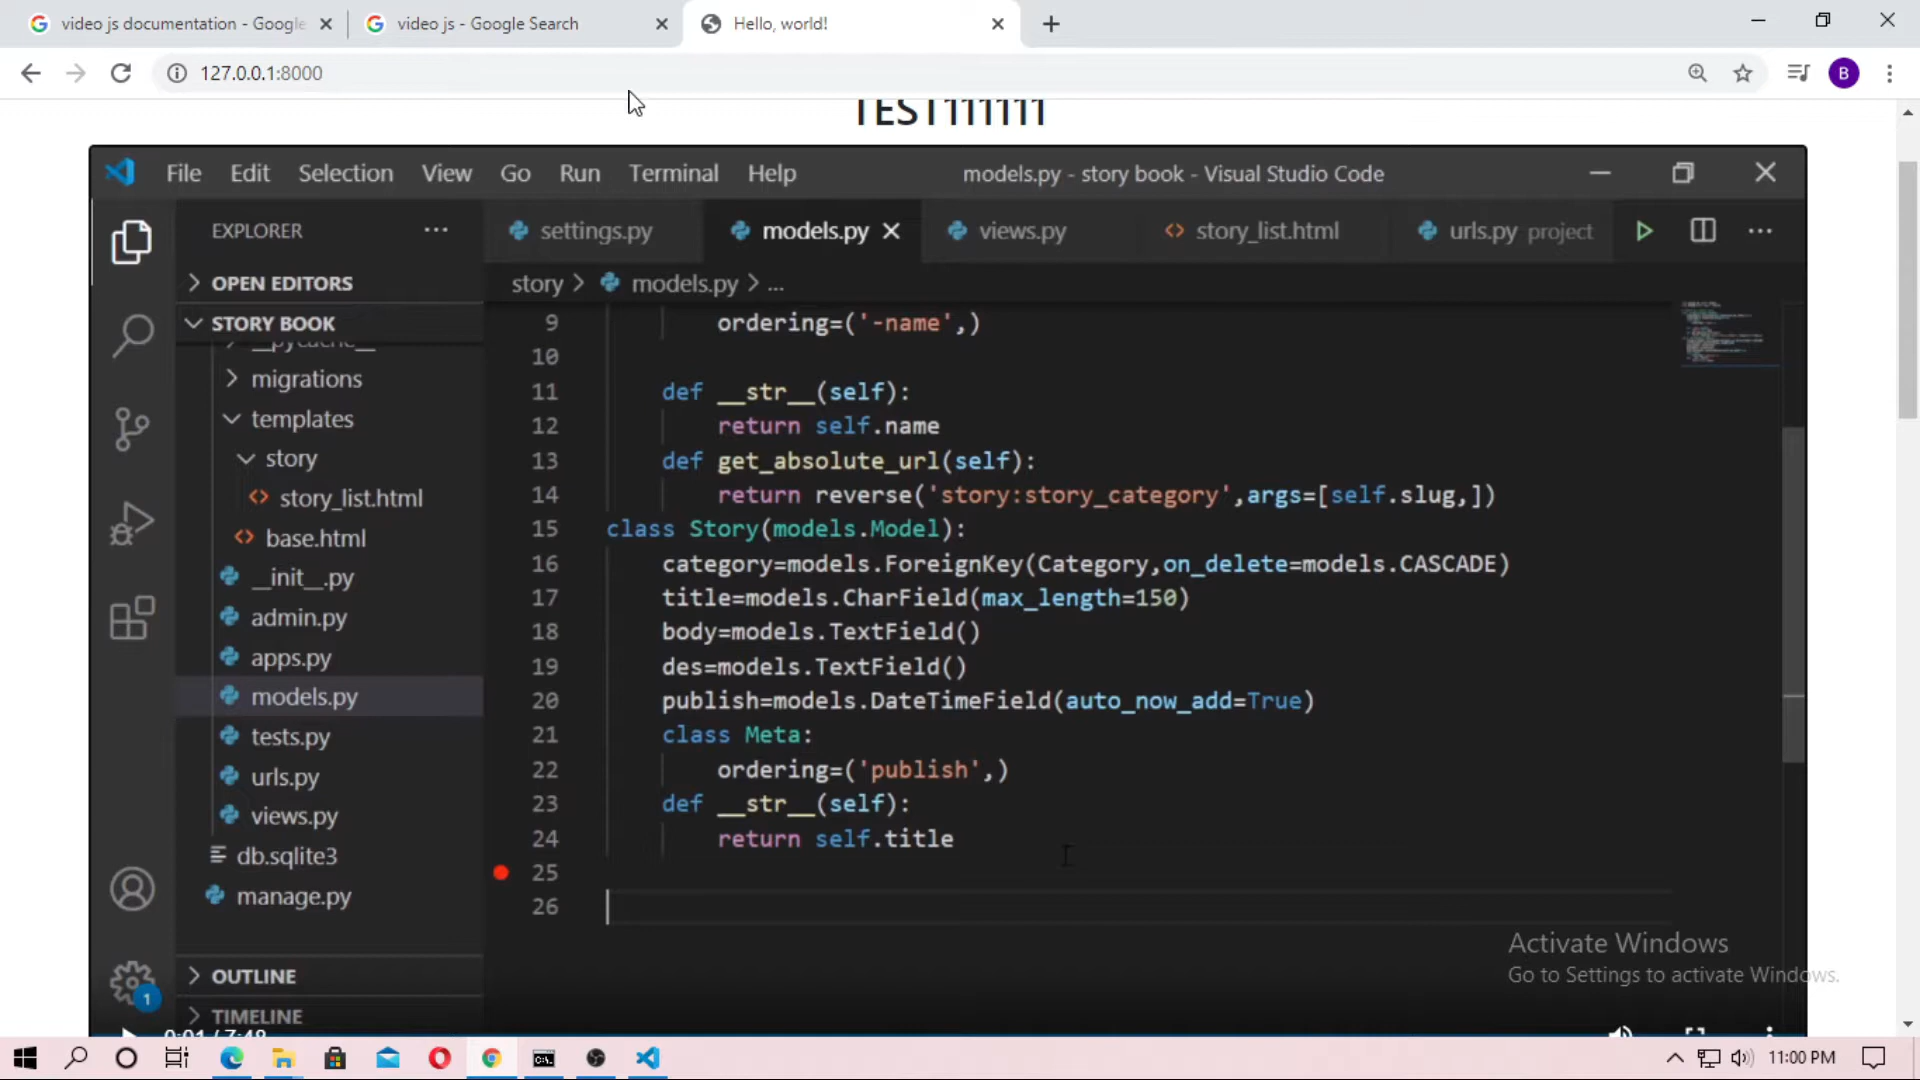 video js documentation - Google
video js - Google Search
Hello, world!
127.0.0.1:8000
B
TEST111111
File Edit Selection View Go Run Terminal Help
models.py - story book - Visual Studio Code
EXPLORER
settings.py
models.py
views.py
story_list.html
urls.py project
OPEN EDITORS
story > models.py > ...
STORY BOOK
__pycache__
migrations
templates
story
story_list.html
base.html
__init__.py
admin.py
apps.py
models.py
tests.py
urls.py
views.py
db.sqlite3
manage.py
OUTLINE
TIMELINE
1
9 ordering=('-name',)
10
11 def __str__(self):
12 return self.name
13 def get_absolute_url(self):
14 return reverse('story:story_category',args=[self.slug,])
15 class Story(models.Model):
16 category=models.ForeignKey(Category,on_delete=models.CASCADE)
17 title=models.CharField(max_length=150)
18 body=models.TextField()
19 des=models.TextField()
20 publish=models.DateTimeField(auto_now_add=True)
21 class Meta:
22 ordering=('publish',)
23 def __str__(self):
24 return self.title
25
26
Activate Windows
Go to Settings to activate Windows.
0:01 / 7:48
11:00 PM